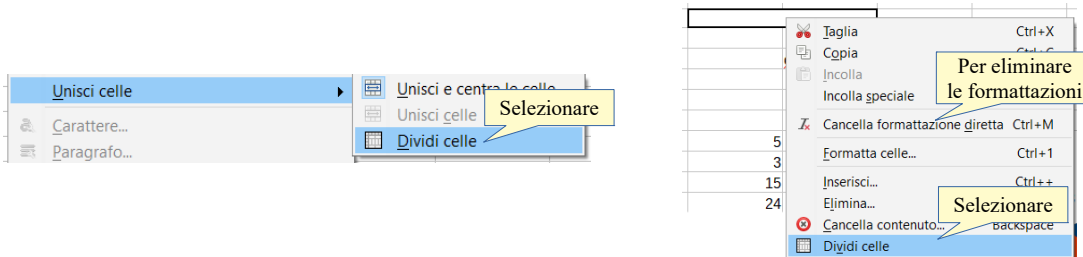 Unisci celle
Carattere...
Paragrafo...
Unisci e centra le celle
Unisci celle
Dividi celle
Selezionare
Taglia Ctrl+X
Copia
Incolla
Incolla speciale
Per eliminare
le formattazioni
Cancella formattazione diretta Ctrl+M
Formatta celle... Ctrl+1
Inserisci... Ctrl++
Elimina...
Selezionare
Cancella contenuto... Backspace
Dividi celle
5
3
15
24